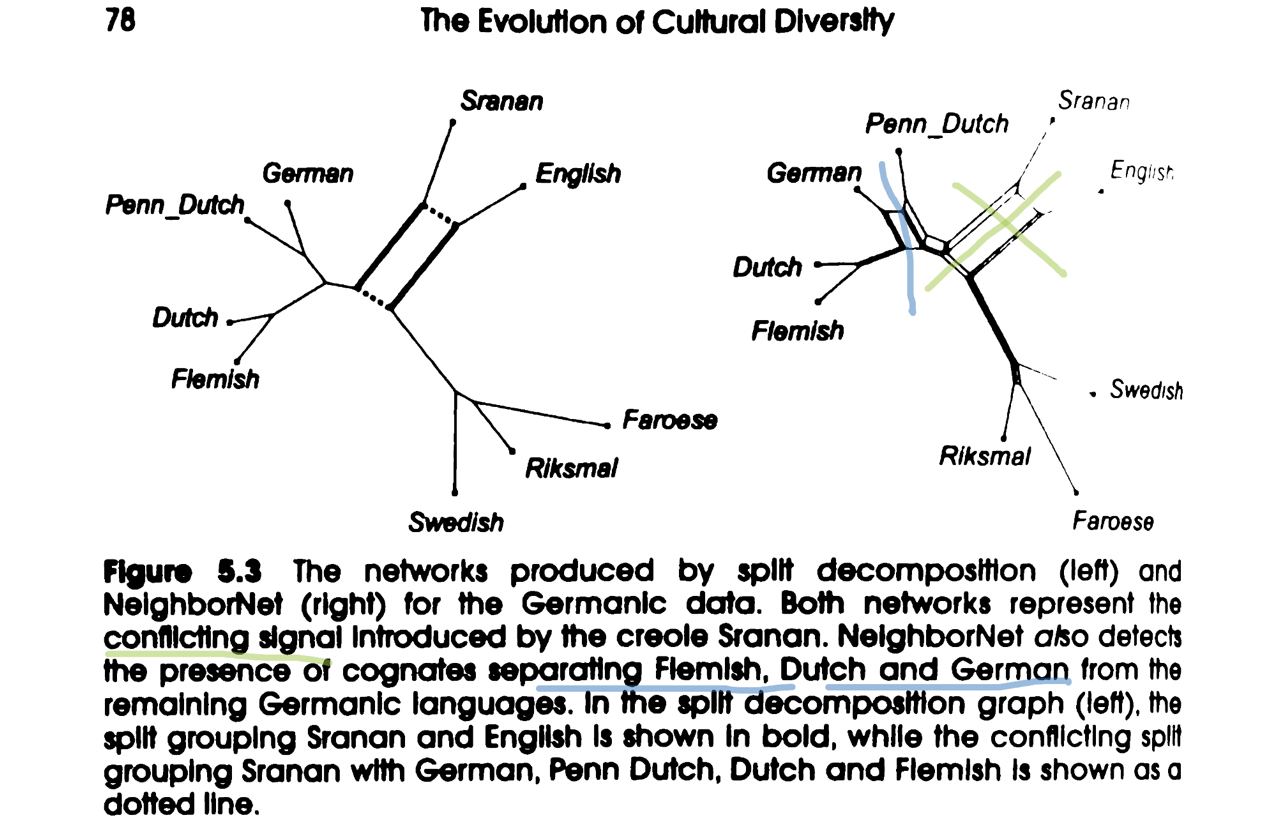 78
The Evolution of Cultural Diversity
Sranan
German
English
Penn_Dutch
Dutch
Flemish
Faroese
Riksmal
Swedish
Sranan
Penn_Dutch
English
German
Dutch
Flemish
Swedish
Riksmal
Faroese
Figure 5.3 The networks produced by split decomposition (left) and
NeighborNet (right) for the Germanic data. Both networks represent the
conflicting signal introduced by the creole Sranan. NeighborNet also detects
the presence of cognates separating Flemish, Dutch and German from the
remaining Germanic languages. In the split decomposition graph (left), the
split grouping Sranan and English is shown in bold, while the conflicting split
grouping Sranan with German, Penn Dutch, Dutch and Flemish is shown as a
dotted line.